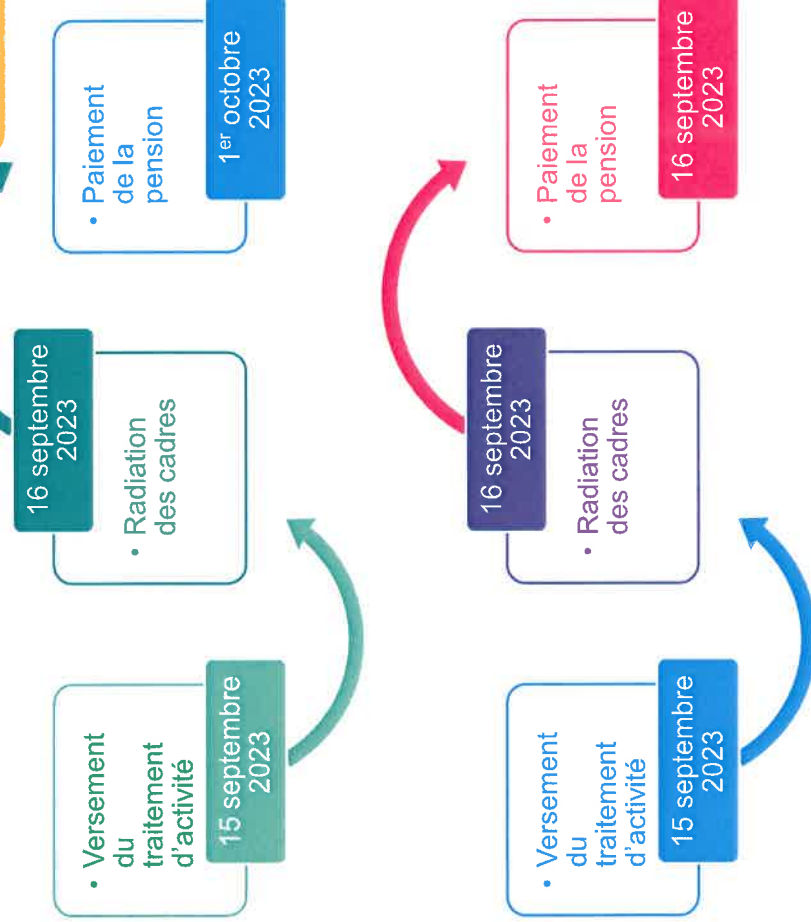 • Versement
du
traitement
d'activité
15 septembre
2023
16 septembre
2023
• Radiation
des cadres
• Paiement
de la
pension
1er octobre
2023
• Versement
du
traitement
d'activité
15 septembre
2023
16 septembre
2023
• Radiation
des cadres
• Paiement
de la
pension
16 septembre
2023